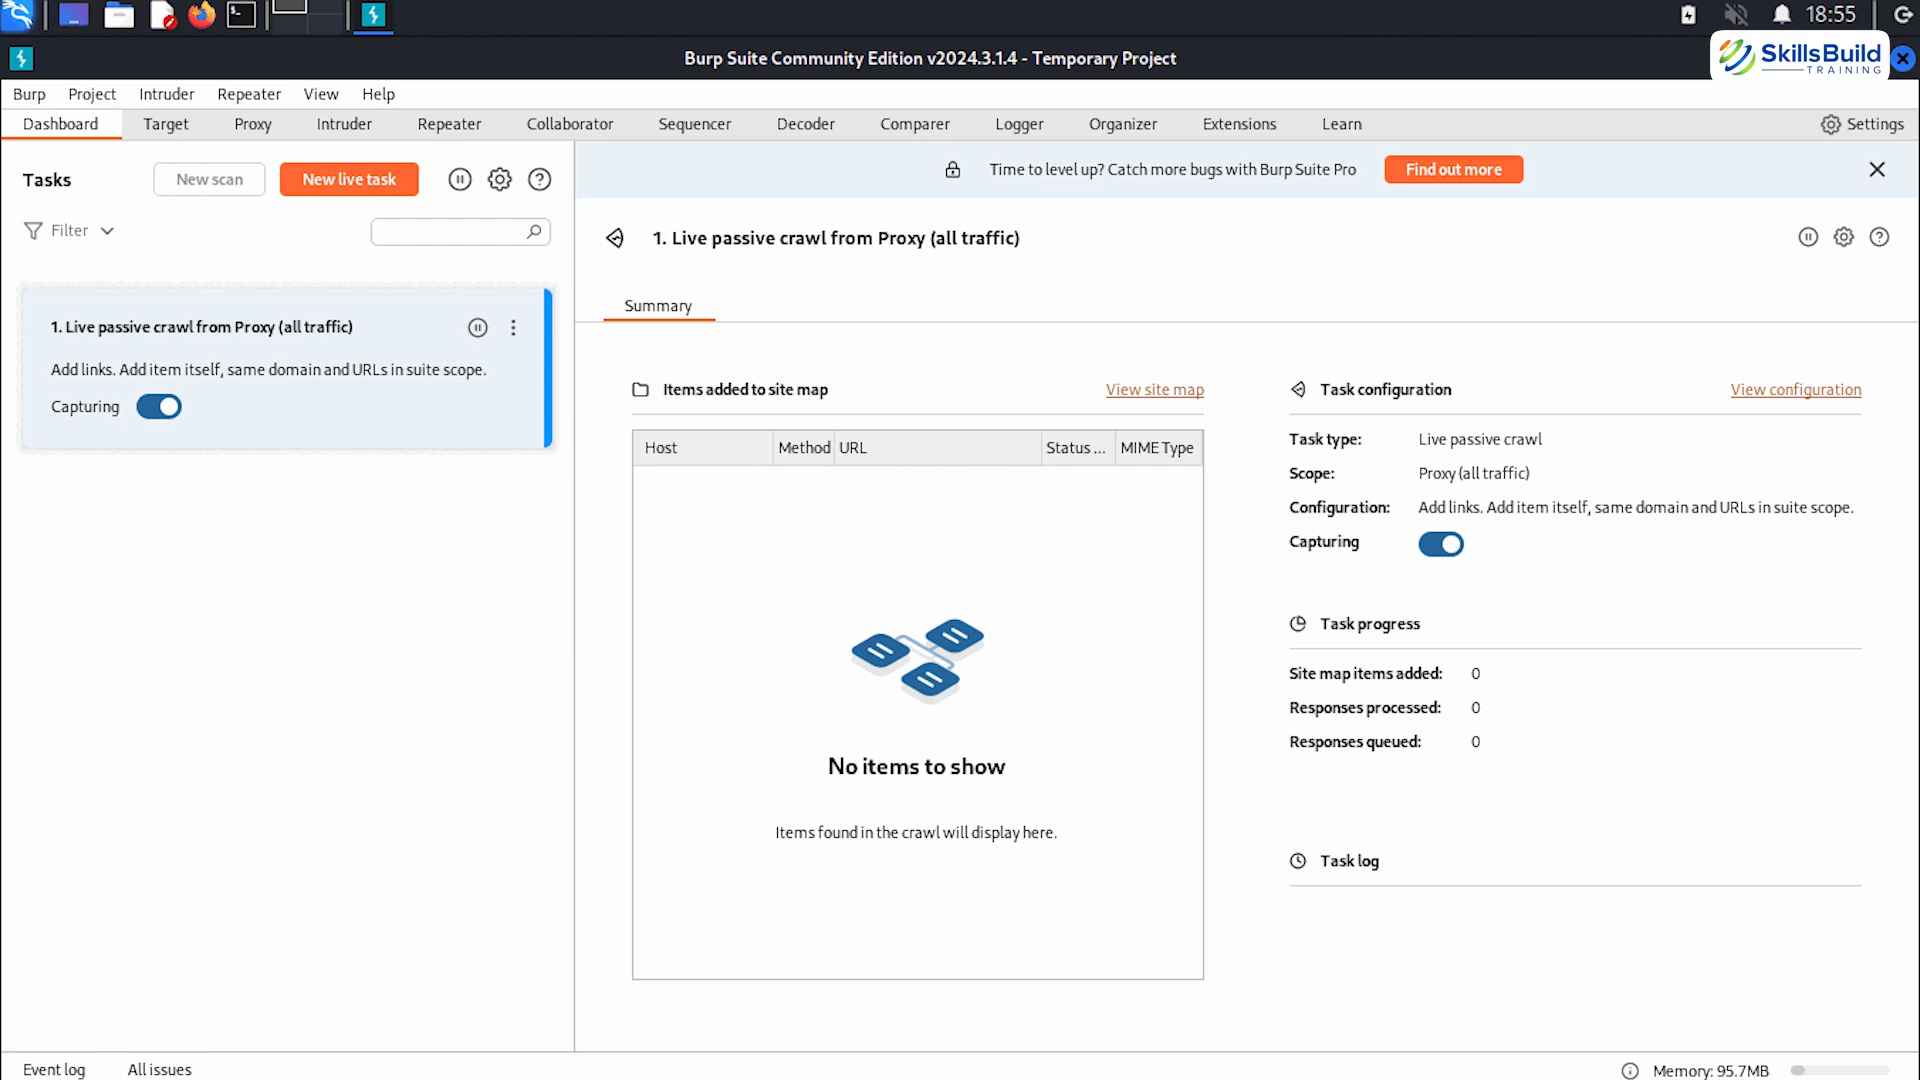 18:55
Burp Suite Community Edition v2024.3.1.4 - Temporary Project
SkillsBuild
TRAINING
Burp Project Intruder Repeater View Help
Dashboard Target Proxy Intruder Repeater Collaborator Sequencer Decoder Comparer Logger Organizer Extensions Learn Settings
Tasks New scan New live task
Time to level up? Catch more bugs with Burp Suite Pro Find out more
Filter
1. Live passive crawl from Proxy (all traffic)
Add links. Add item itself, same domain and URLs in suite scope.
Capturing
1. Live passive crawl from Proxy (all traffic)
Summary
Items added to site map View site map
Host Method URL Status ... MIME Type
No items to show
Items found in the crawl will display here.
Task configuration View configuration
Task type: Live passive crawl
Scope: Proxy (all traffic)
Configuration: Add links. Add item itself, same domain and URLs in suite scope.
Capturing
Task progress
Site map items added: 0
Responses processed: 0
Responses queued: 0
Task log
Event log All issues
Memory: 95.7MB